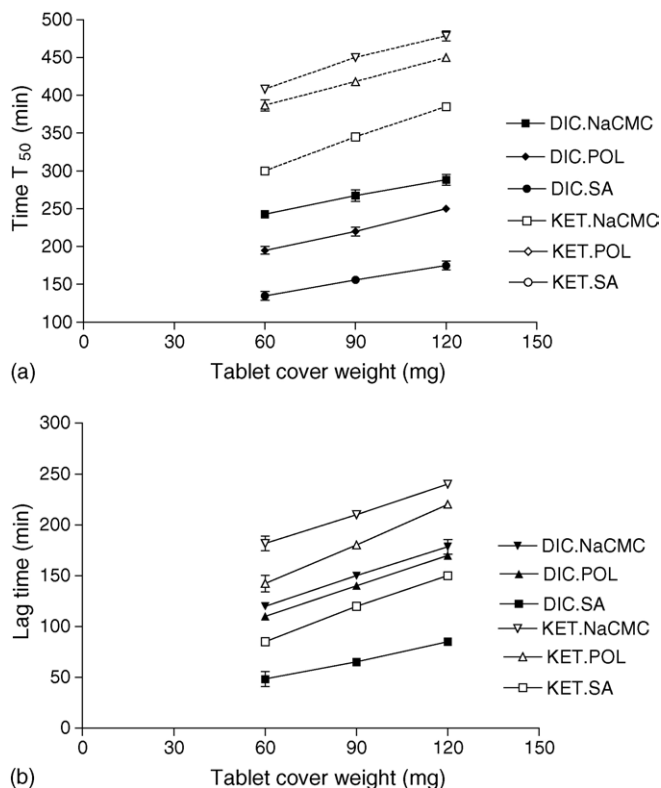 500
450
400
350
300
250
200
150
100
Time T 50 (min)
DIC.NaCMC
DIC.POL
DIC.SA
KET.NaCMC
KET.POL
KET.SA
0 30 60 90 120 150
(a) Tablet cover weight (mg)
300
250
200
150
100
50
0
Lag time (min)
DIC.NaCMC
DIC.POL
DIC.SA
KET.NaCMC
KET.POL
KET.SA
0 30 60 90 120 150
(b) Tablet cover weight (mg)